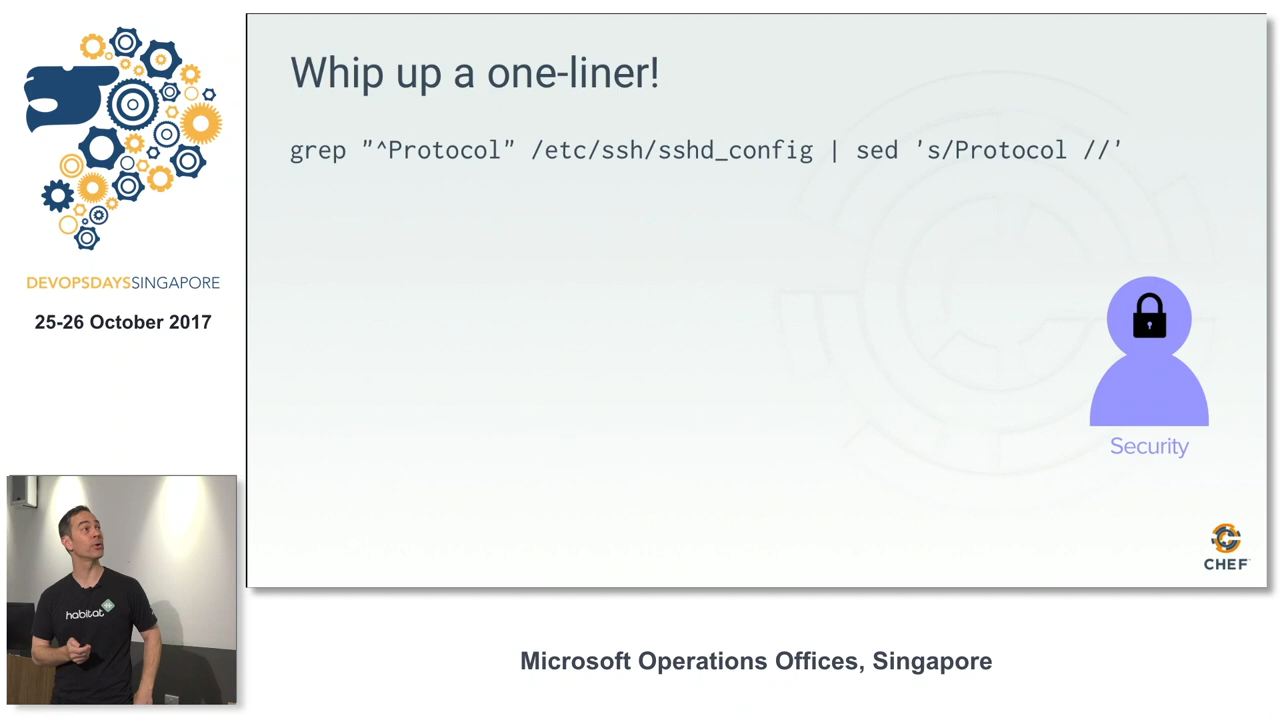 Whip up a one-liner!
grep "^Protocol" /etc/ssh/sshd_config | sed 's/Protocol //'
DEVOPSDAYSSINGAPORE
25-26 October 2017
Security
CHEF
habitat
Microsoft Operations Offices, Singapore